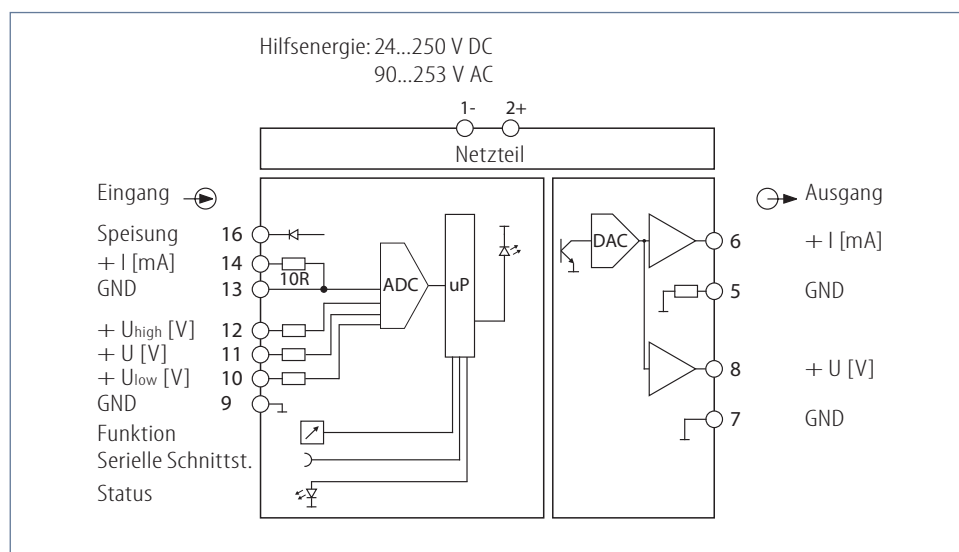 Hilfsenergie: 24...250 V DC
90...253 V AC
1- 2+
Netzteil
Eingang
Ausgang
Speisung 16
+ I [mA] 14
10R
GND 13
+ Uhigh [V] 12
+ U [V] 11
+ Ulow [V] 10
GND 9
Funktion
Serielle Schnittst.
Status
ADC
uP
DAC
6 + I [mA]
5 GND
8 + U [V]
7 GND